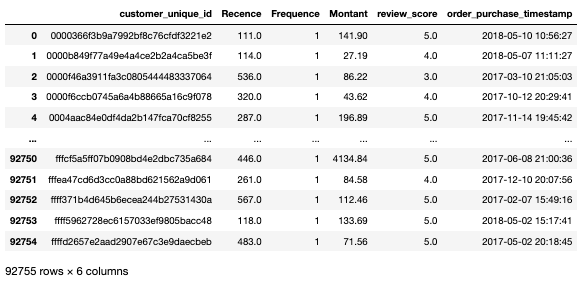 customer_unique_id Recence Frequence Montant review_score order_purchase_timestamp
0 0000366f3b9a7992bf8c76cfdf3221e2 111.0 1 141.90 5.0 2018-05-10 10:56:27
1 0000b849f77a49e4a4ce2b2a4ca5be3f 114.0 1 27.19 4.0 2018-05-07 11:11:27
2 0000f46a3911fa3c0805444483337064 536.0 1 86.22 3.0 2017-03-10 21:05:03
3 0000f6ccb0745a6a4b88665a16c9f078 320.0 1 43.62 4.0 2017-10-12 20:29:41
4 0004aac84e0df4da2b147fca70cf8255 287.0 1 196.89 5.0 2017-11-14 19:45:42
... ... ... ... ... ... ...
92750 fffcf5a5ff07b0908bd4e2dbc735a684 446.0 1 4134.84 5.0 2017-06-08 21:00:36
92751 fffea47cd6d3cc0a88bd621562a9d061 261.0 1 84.58 4.0 2017-12-10 20:07:56
92752 ffff371b4d645b6ecea244b27531430a 567.0 1 112.46 5.0 2017-02-07 15:49:16
92753 ffff5962728ec6157033ef9805bacc48 118.0 1 133.69 5.0 2018-05-02 15:17:41
92754 ffffd2657e2aad2907e67c3e9daecbeb 483.0 1 71.56 5.0 2017-05-02 20:18:45
92755 rows × 6 columns